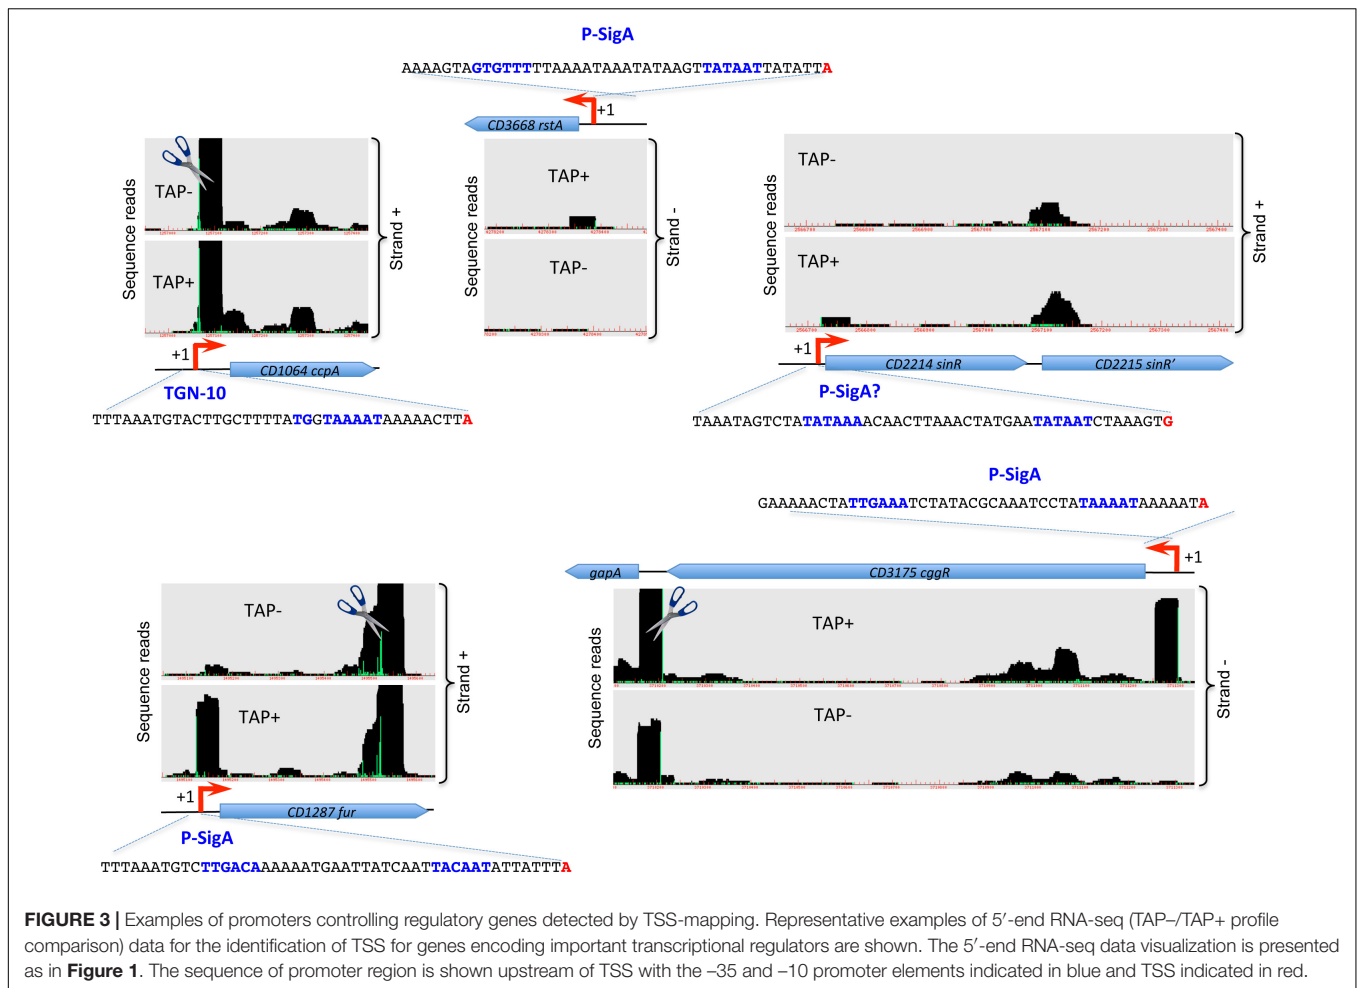 P-SigA
AAAAGTAGTGTTTTTAAAATAAATATAAGTTATAATTATATTA
+1
CD3668 rstA
Sequence reads
TAP-
TAP+
Strand +
+1
CD1064 ccpA
TGN-10
TTTAAATGTACTTGCTTTTATGGTAAAATAAAAACTTA
Sequence reads
TAP+
TAP-
Strand -
Sequence reads
TAP-
TAP+
Strand +
+1
CD2214 sinR
CD2215 sinR'
P-SigA?
TAAATAGTCTATATAAAACAACTTAAACTATGAATATAATCTAAAGTG
P-SigA
GAAAAACTATTGAAATCTATACGCAAATCCTATAAAATAAAAATA
+1
gapA
CD3175 cggR
Sequence reads
TAP+
TAP-
Strand -
Sequence reads
TAP-
TAP+
Strand +
+1
CD1287 fur
P-SigA
TTTAAATGTCTTGACAAAAAATGAATTATCAATTACAATATTATTTA
FIGURE 3 | Examples of promoters controlling regulatory genes detected by TSS-mapping. Representative examples of 5′-end RNA-seq (TAP–/TAP+ profile
comparison) data for the identification of TSS for genes encoding important transcriptional regulators are shown. The 5′-end RNA-seq data visualization is presented
as in Figure 1. The sequence of promoter region is shown upstream of TSS with the –35 and –10 promoter elements indicated in blue and TSS indicated in red.